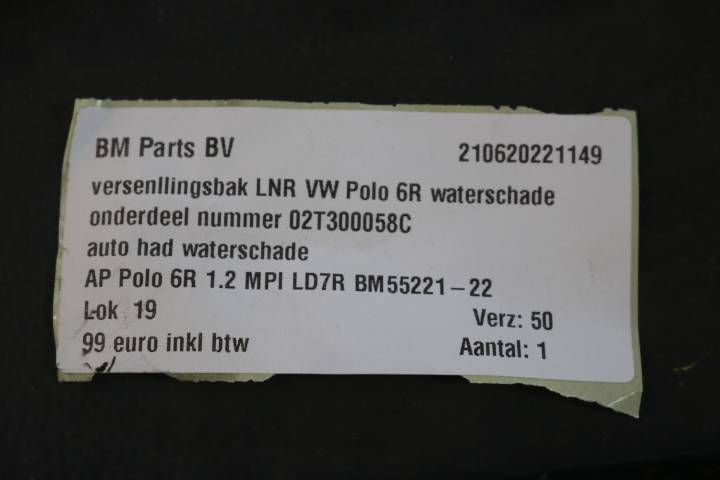 BM Parts BV 210620221149
versenllingsbak LNR VW Polo 6R waterschade
onderdeel nummer 02T300058C
auto had waterschade
AP Polo 6R 1.2 MPI LD7R BM55221-22
Lok 19 Verz: 50
99 euro inkl btw Aantal: 1